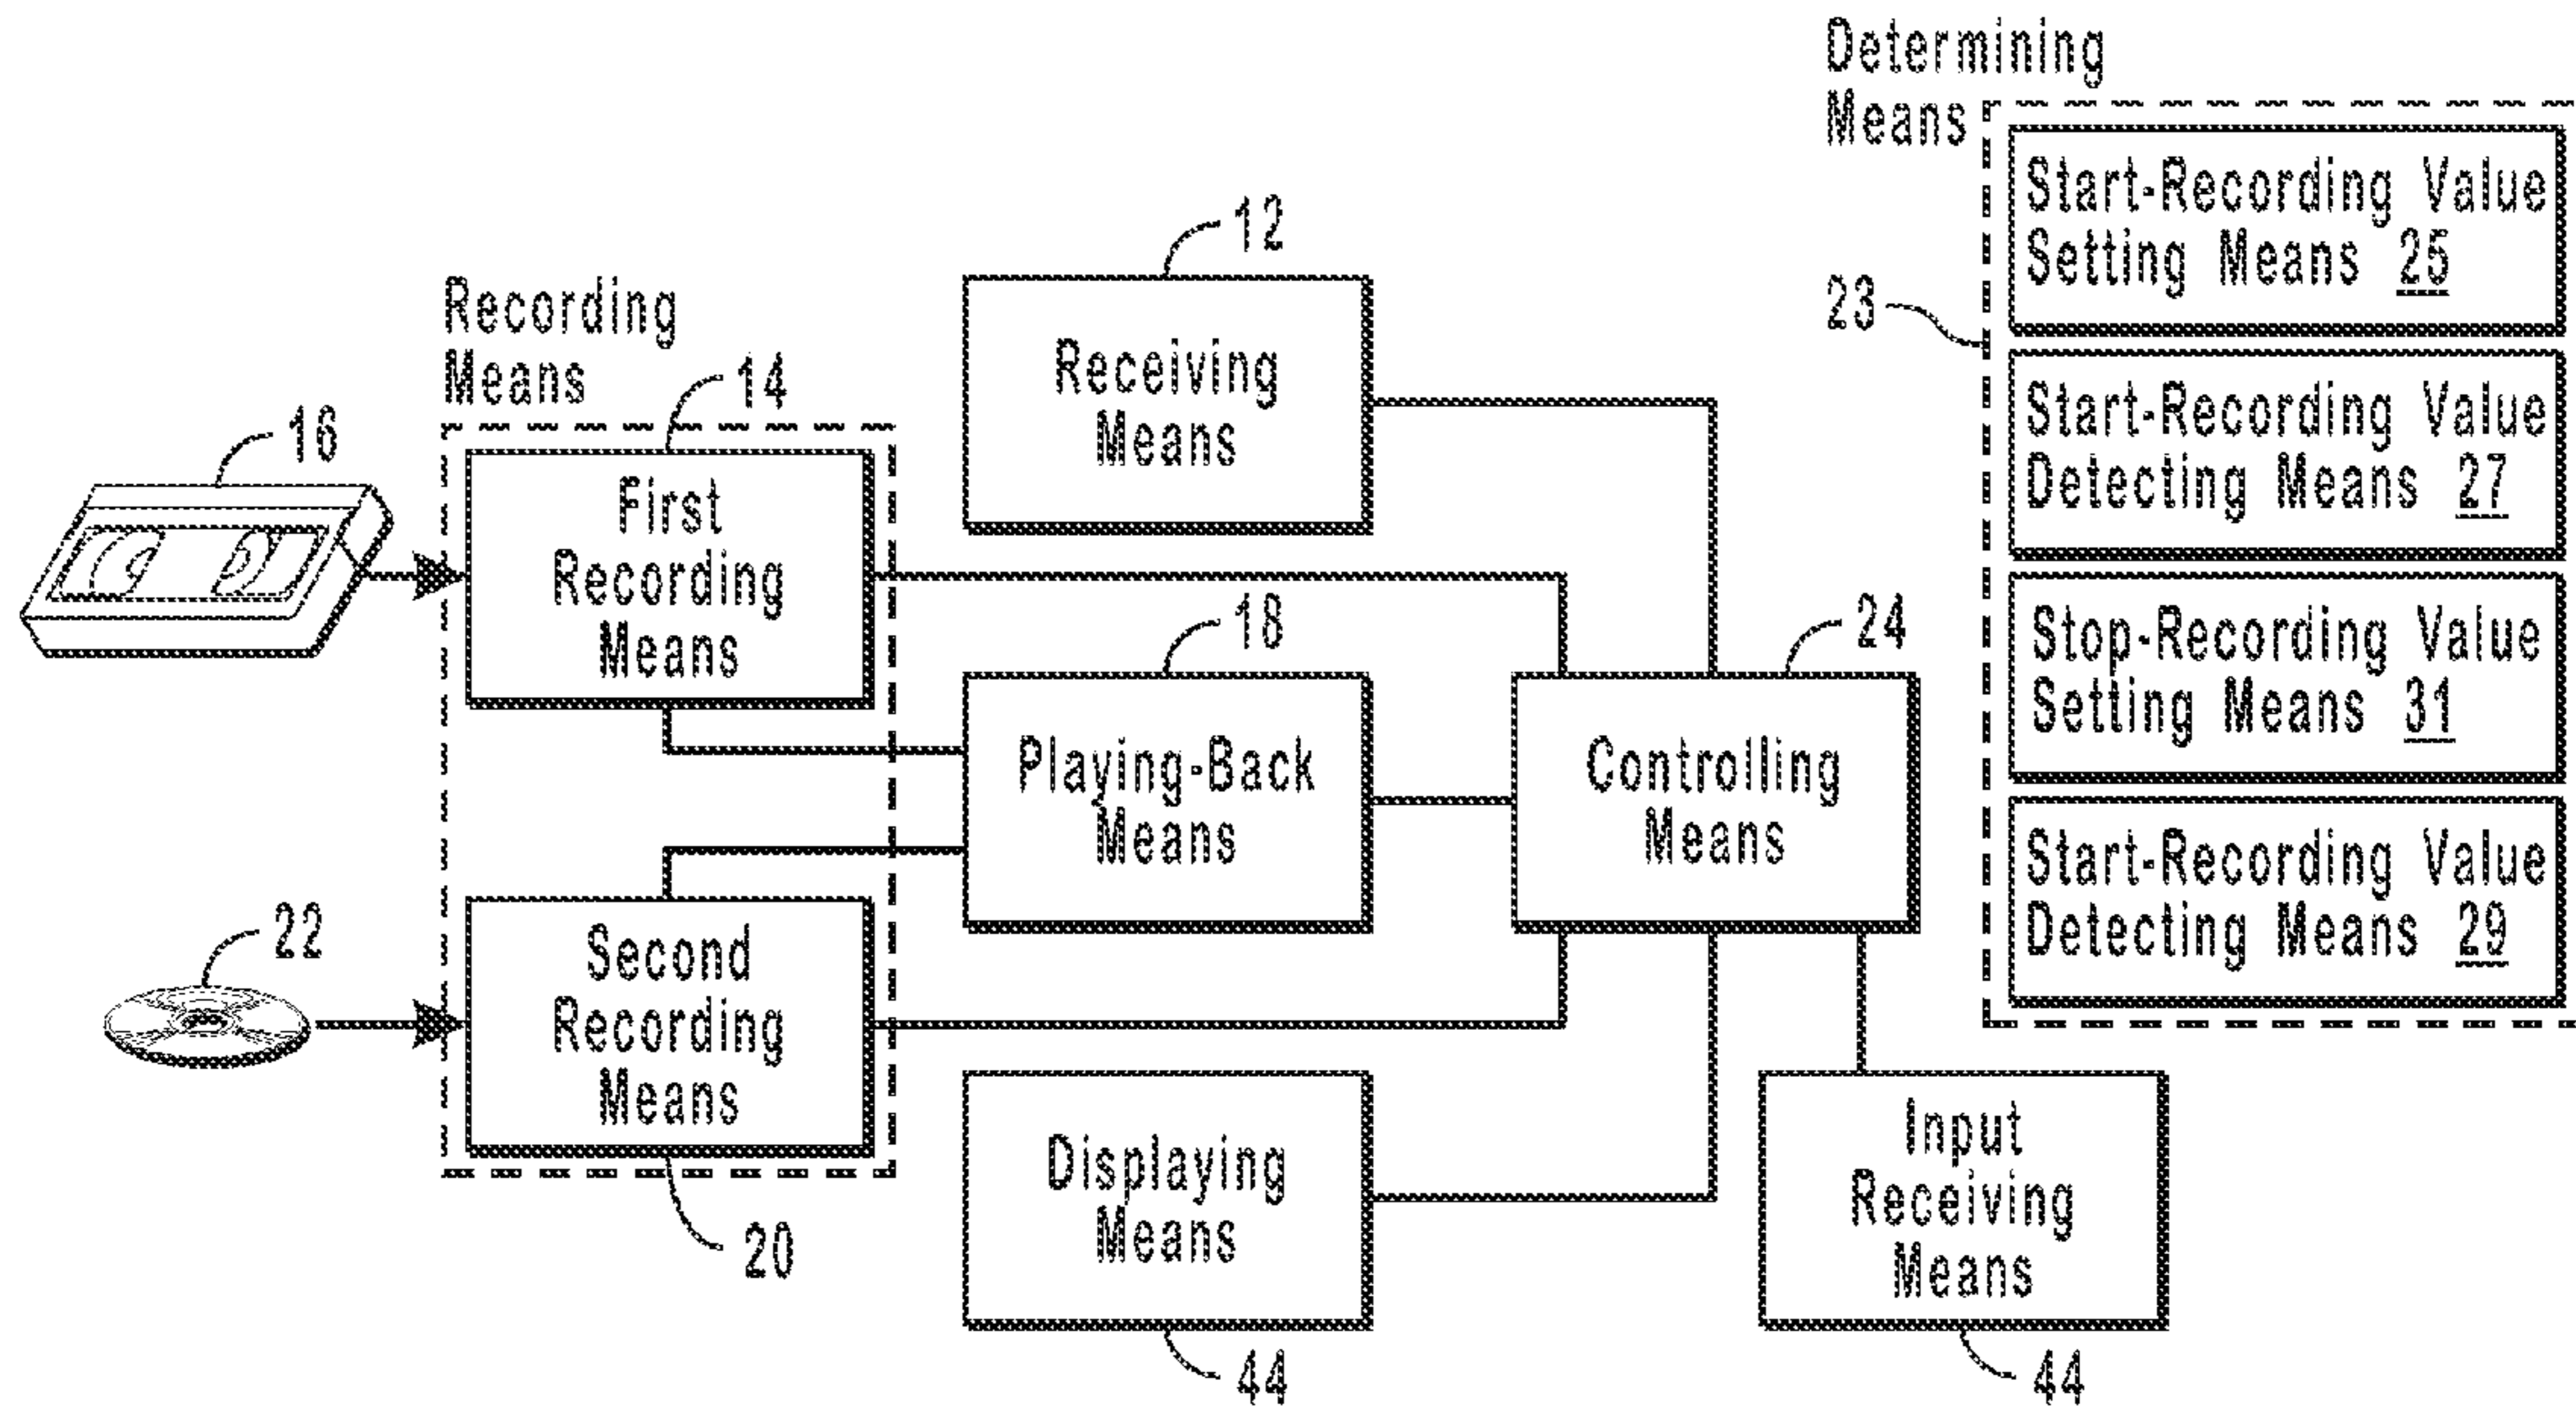 Determining
Means
Start-Recording Value
Setting Means 25
12
23
Recording
Means
Receiving
Means
14
Start-Recording Value
Detecting Means 27
16
First
Recording
Means
18
24
Stop-Recording Value
Setting Means 31
Playing-Back
Means
Controlling
Means
Start-Recording Value
Detecting Means 29
22
Second
Recording
Means
Displaying
Means
Input
Receiving
Means
20
44
44